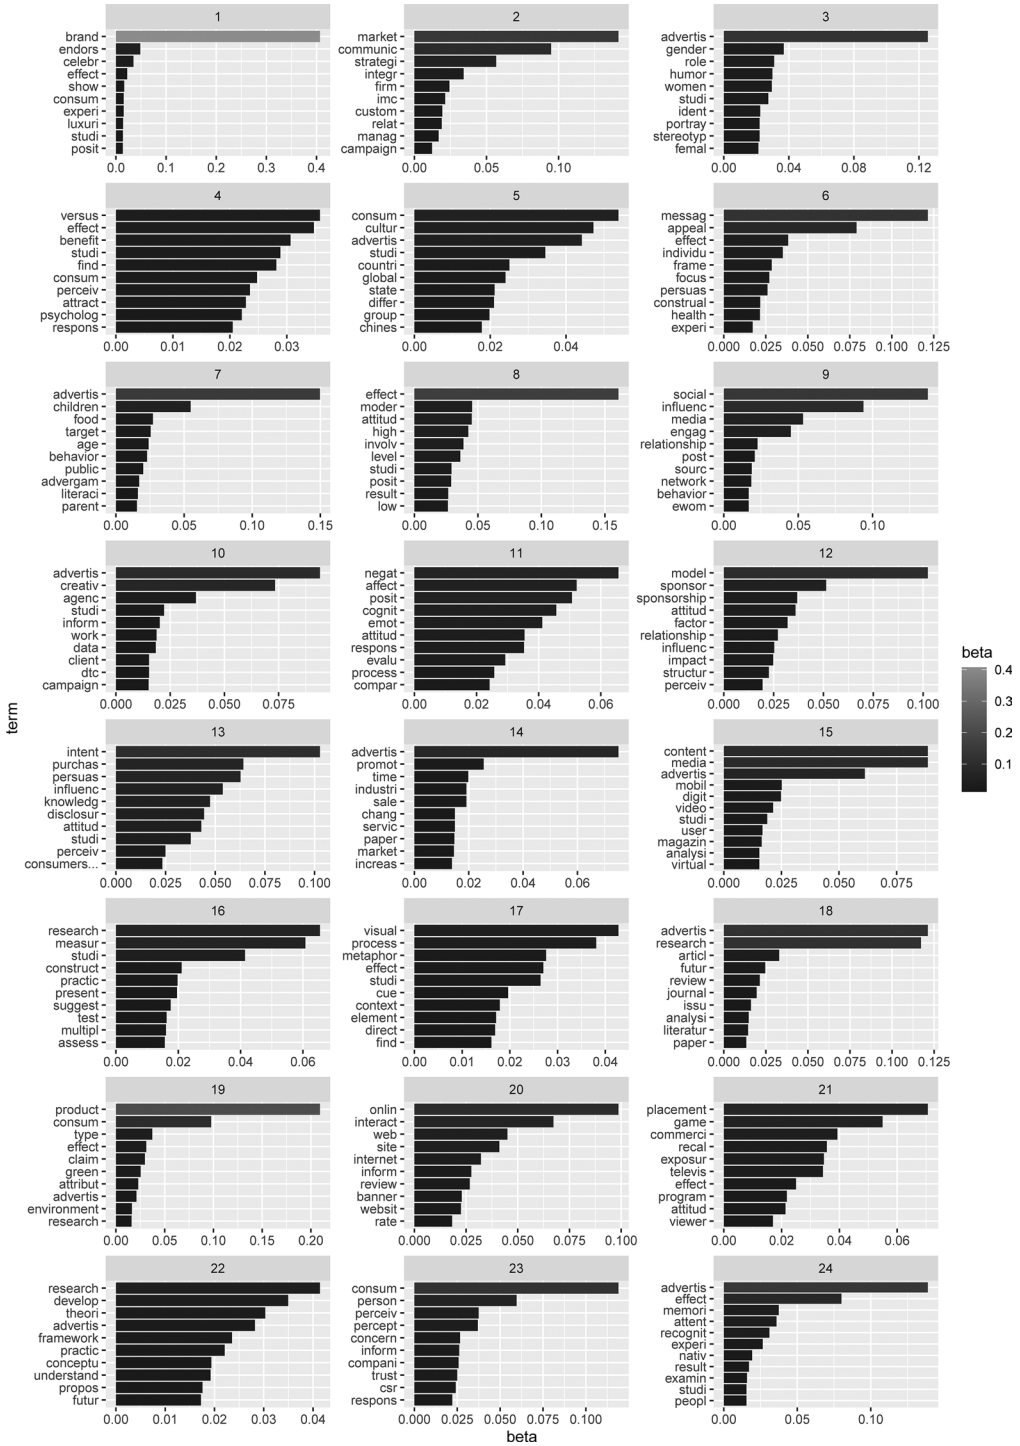 1
brand
endors
celebr
effect
show
consum
experi
luxuri
studi
posit
0.0 0.1 0.2 0.3 0.4
2
market
communic
strategi
integr
firm
imc
custom
relat
manag
campaign
0.00 0.05 0.10
3
advertis
gender
role
humor
women
studi
ident
portray
stereotyp
femal
0.00 0.04 0.08 0.12
4
versus
effect
benefit
studi
find
consum
perceiv
attract
psycholog
respons
0.00 0.01 0.02 0.03
5
consum
cultur
advertis
studi
countri
global
state
differ
group
chines
0.00 0.02 0.04
6
messag
appeal
effect
individu
frame
focus
persuas
construal
health
experi
0.000 0.025 0.050 0.075 0.100 0.125
7
advertis
children
food
target
age
behavior
public
advergam
literaci
parent
0.00 0.05 0.10 0.15
8
effect
moder
attitud
high
involv
level
studi
posit
result
low
0.00 0.05 0.10 0.15
9
social
influenc
media
engag
relationship
post
sourc
network
behavior
ewom
0.00 0.05 0.10
10
advertis
creativ
agenc
studi
inform
work
data
client
dtc
campaign
0.000 0.025 0.050 0.075
11
negat
affect
posit
cognit
emot
attitud
respons
evalu
process
compar
0.00 0.02 0.04 0.06
12
model
sponsor
sponsorship
attitud
factor
relationship
influenc
impact
structur
perceiv
0.000 0.025 0.050 0.075 0.100
13
intent
purchas
persuas
influenc
knowledg
disclosur
attitud
studi
perceiv
consumers...
0.000 0.025 0.050 0.075 0.100
14
advertis
promot
time
industri
sale
chang
servic
paper
market
increas
0.00 0.02 0.04 0.06
15
content
media
advertis
mobil
digit
video
studi
user
magazin
analysi
virtual
0.000 0.025 0.050 0.075
16
research
measur
studi
construct
practic
present
suggest
test
multipl
assess
0.00 0.02 0.04 0.06
17
visual
process
metaphor
effect
studi
cue
context
element
direct
find
0.00 0.01 0.02 0.03 0.04
18
advertis
research
articl
futur
review
journal
issu
analysi
literatur
paper
0.000 0.025 0.050 0.075 0.100 0.125
19
product
consum
type
effect
claim
green
attribut
advertis
environment
research
0.00 0.05 0.10 0.15 0.20
20
onlin
interact
web
site
internet
inform
review
banner
websit
rate
0.000 0.025 0.050 0.075 0.100
21
placement
game
commerci
recal
exposur
televis
effect
program
attitud
viewer
0.00 0.02 0.04 0.06
22
research
develop
theori
advertis
framework
practic
conceptu
understand
propos
futur
0.00 0.01 0.02 0.03 0.04
23
consum
person
perceiv
percept
concern
inform
compani
trust
csr
respons
0.000 0.025 0.050 0.075 0.100
24
advertis
effect
memori
attent
recognit
experi
nativ
result
examin
studi
peopl
0.00 0.05 0.10
term
beta
beta
0.4
0.3
0.2
0.1